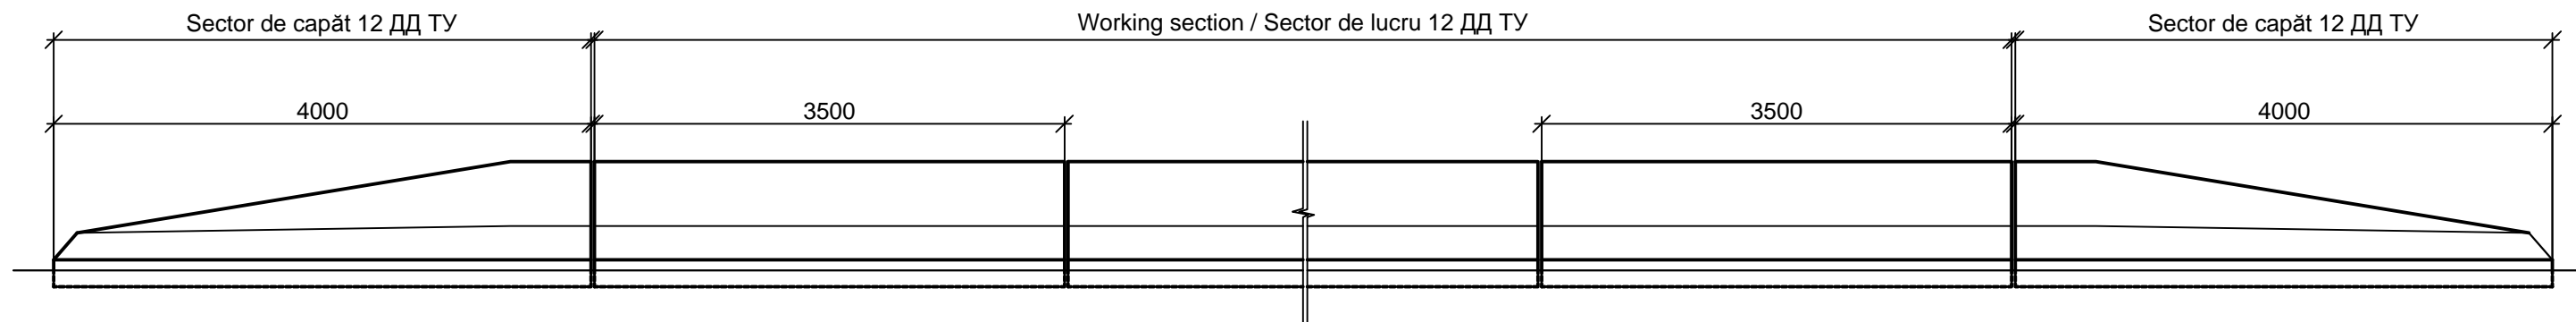 Sector de capăt 12 ДД ТУ
Working section / Sector de lucru 12 ДД ТУ
Sector de capăt 12 ДД ТУ
4000
3500
3500
4000